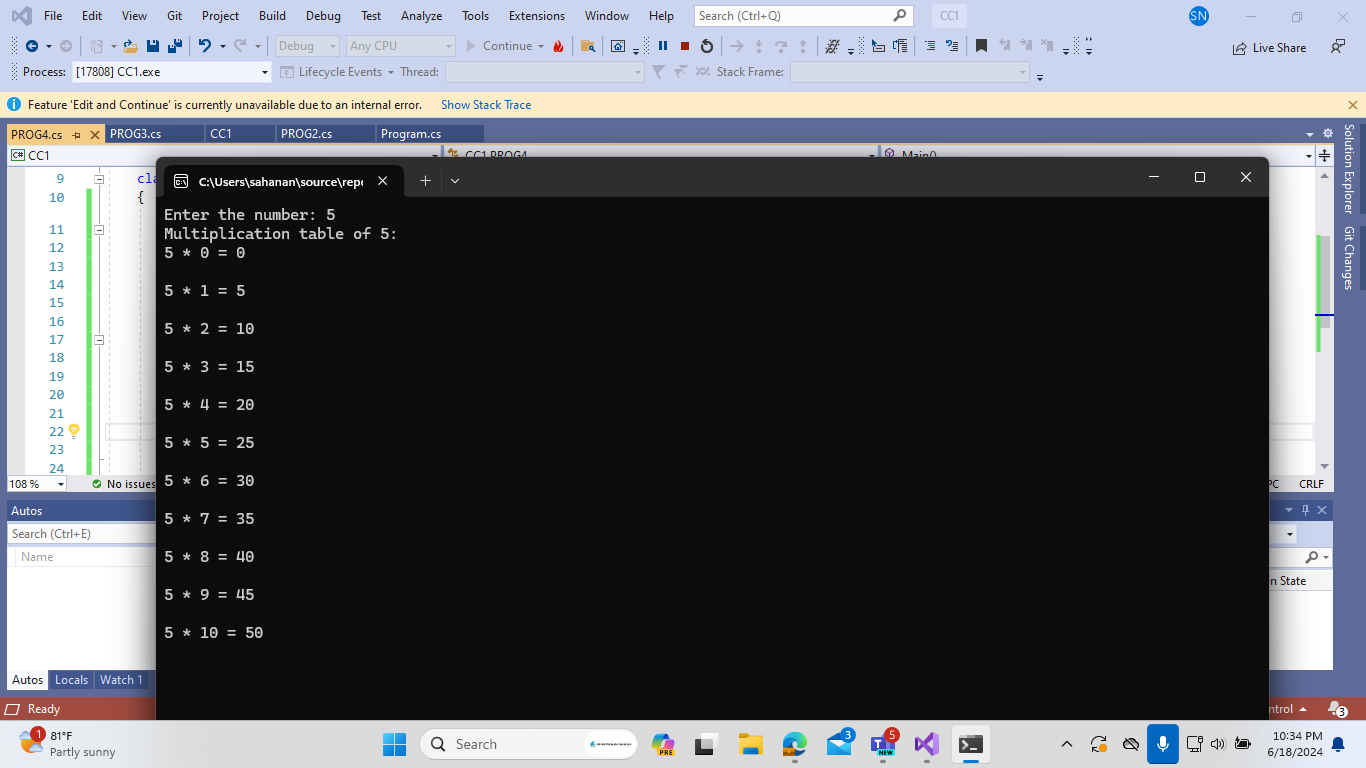 File Edit View Git Project Build Debug Test Analyze Tools Extensions Window Help Search (Ctrl+Q) CC1 SN
Debug Any CPU Continue Live Share
Process: [17808] CC1.exe Lifecycle Events Thread: Stack Frame:
Feature 'Edit and Continue' is currently unavailable due to an internal error. Show Stack Trace
PROG4.cs PROG3.cs CC1 PROG2.cs Program.cs
C# CC1 CC1.PROG4 Main()
Solution Explorer
Git Changes
C:\Users\sahanan\source\repo
9 cla
10 {
11
12
13
14
15
16
17
18
19
20
21
22
23
24
Enter the number: 5
Multiplication table of 5:
5 * 0 = 0
5 * 1 = 5
5 * 2 = 10
5 * 3 = 15
5 * 4 = 20
5 * 5 = 25
5 * 6 = 30
5 * 7 = 35
5 * 8 = 40
5 * 9 = 45
5 * 10 = 50
108 % No issues PC CRLF
Autos
Search (Ctrl+E)
Name n State
Autos Locals Watch 1
Ready ntrol 3
1 81°F
Partly sunny
Search
PRE 3 5
10:34 PM
6/18/2024